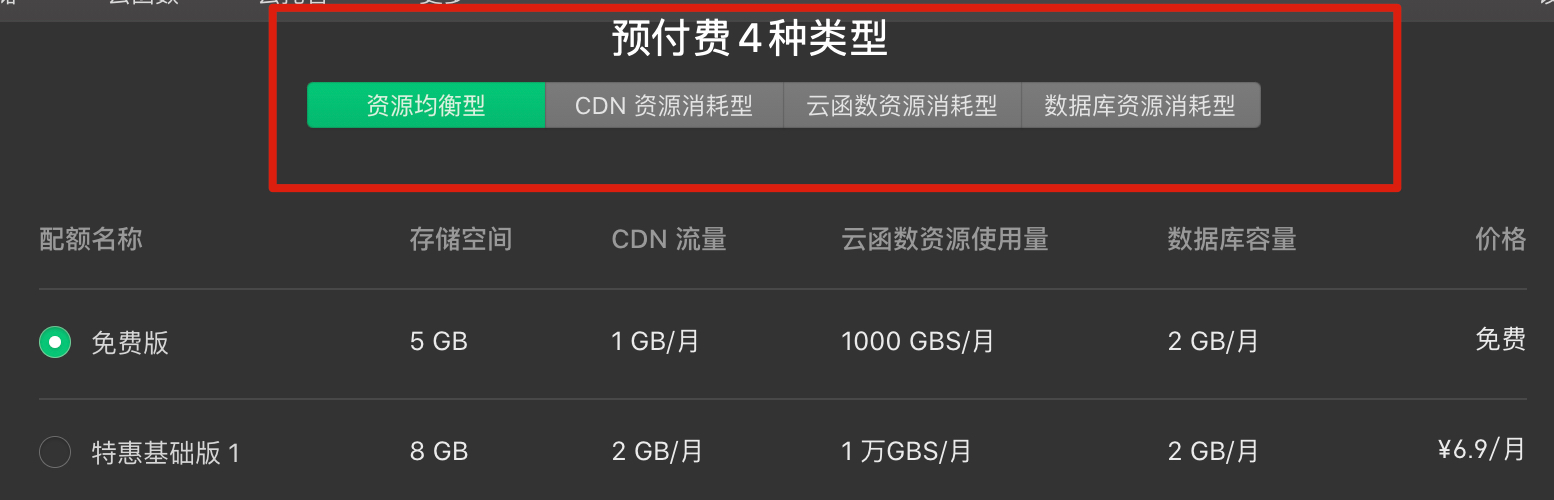 预付费4种类型
资源均衡型 CDN 资源消耗型 云函数资源消耗型 数据库资源消耗型
配额名称 存储空间 CDN 流量 云函数资源使用量 数据库容量 价格
免费版 5 GB 1 GB/月 1000 GBS/月 2 GB/月 免费
特惠基础版 1 8 GB 2 GB/月 1 万GBS/月 2 GB/月 ¥6.9/月